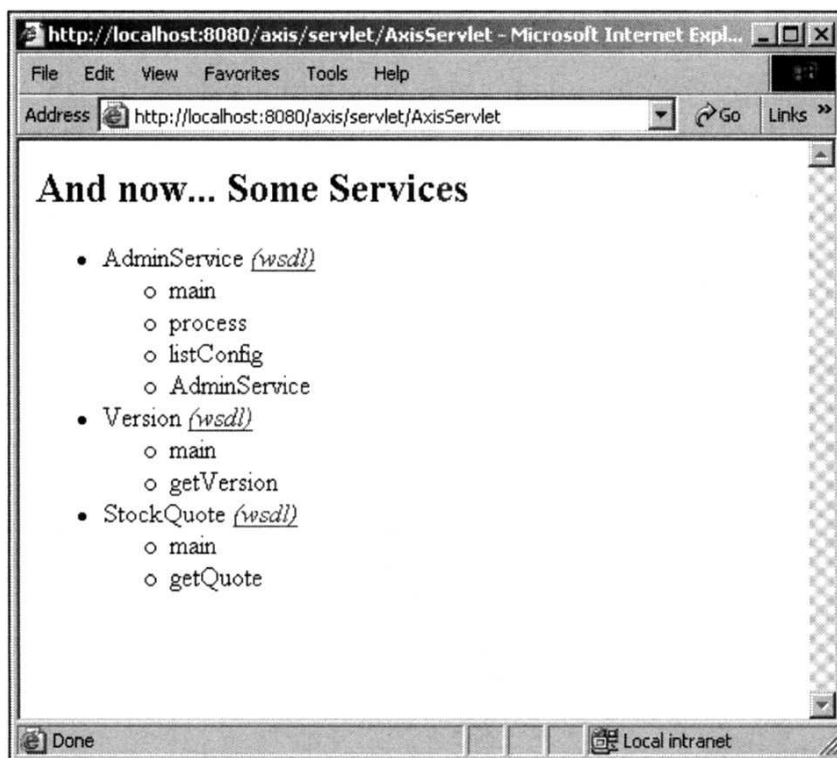 http://localhost:8080/axis/servlet/AxisServlet - Microsoft Internet Expl...
File Edit View Favorites Tools Help
Address http://localhost:8080/axis/servlet/AxisServlet Go Links »
And now... Some Services
• AdminService (wsdl)
o main
o process
o listConfig
o AdminService
• Version (wsdl)
o main
o getVersion
• StockQuote (wsdl)
o main
o getQuote
Done Local intranet